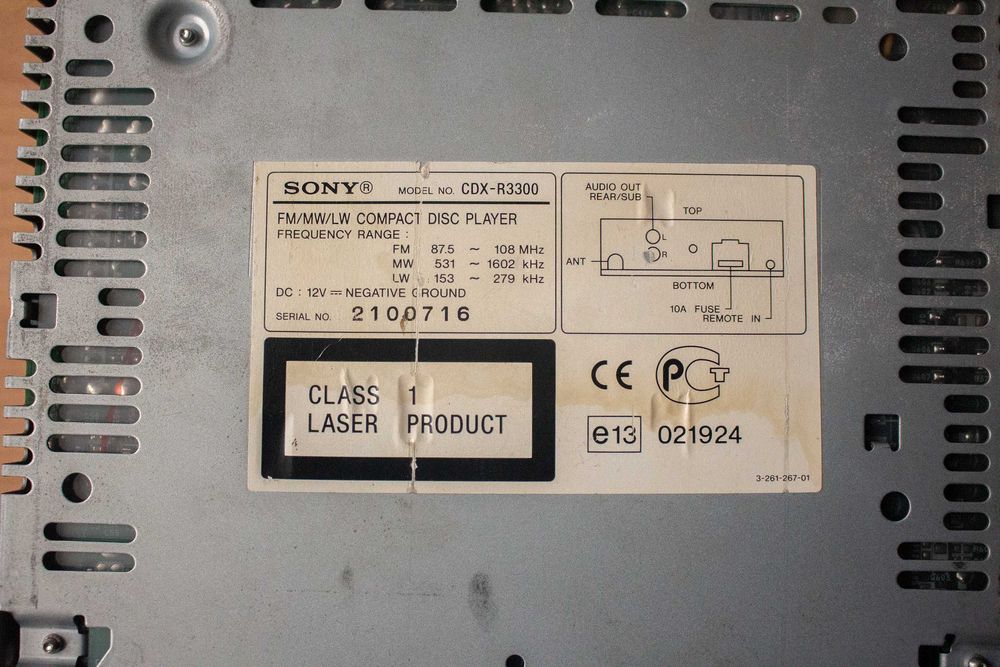 SONY® MODEL NO. CDX-R3300
FM/MW/LW COMPACT DISC PLAYER
FREQUENCY RANGE :
FM 87.5 ~ 108 MHz
MW 531 ~ 1602 kHz
LW 153 ~ 279 kHz
DC : 12V ⎓ NEGATIVE GROUND
SERIAL NO. 2100716
AUDIO OUT
REAR/SUB
TOP
L
R
ANT
BOTTOM
10A FUSE
REMOTE IN
CLASS 1
LASER PRODUCT
CE PCT
e13 021924
3-261-267-01